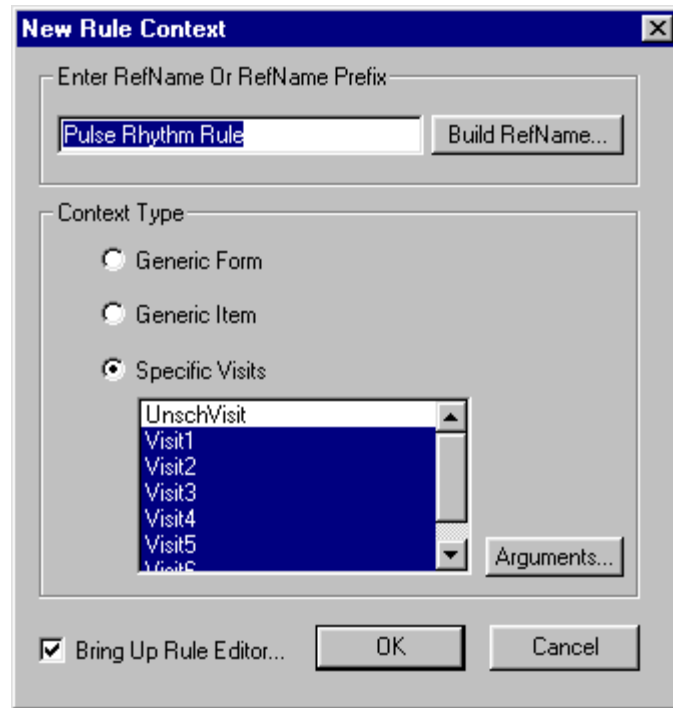 New Rule Context
Enter RefName Or RefName Prefix
Pulse Rhythm Rule
Build RefName...
Context Type
Generic Form
Generic Item
Specific Visits
UnschVisit
Visit1
Visit2
Visit3
Visit4
Visit5
Visit6
Arguments...
Bring Up Rule Editor...
OK
Cancel